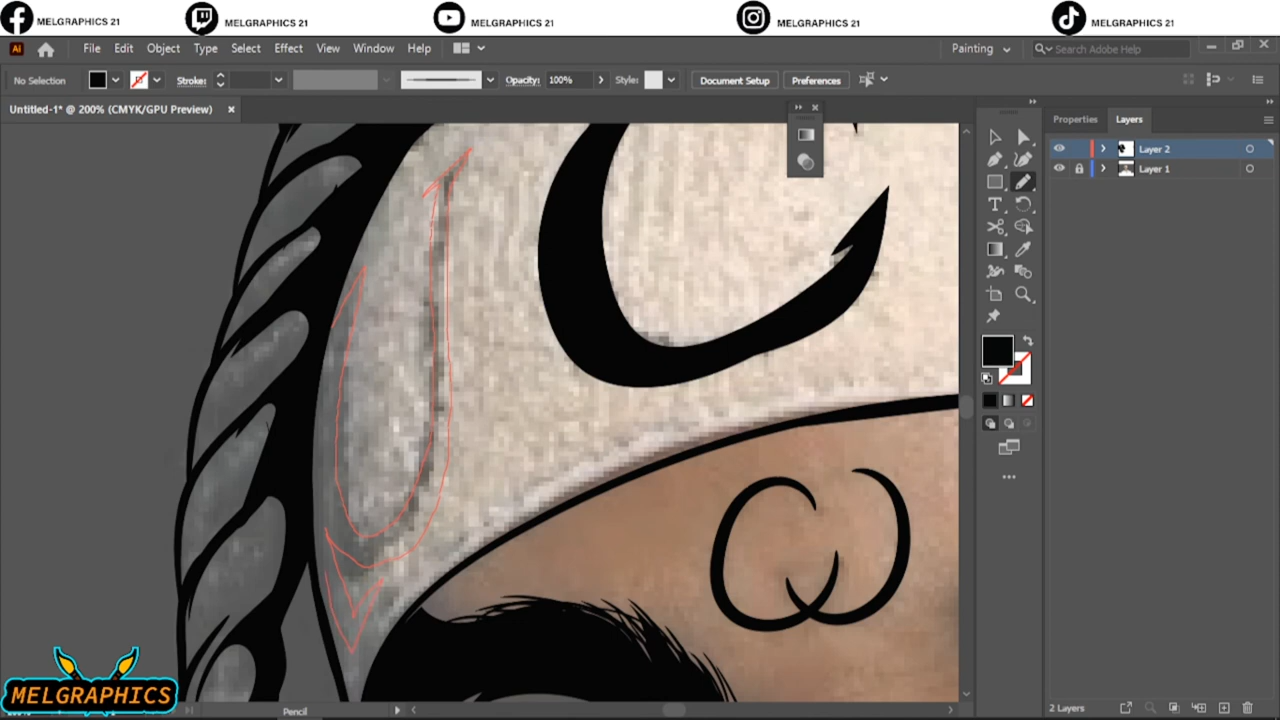 MELGRAPHICS 21 MELGRAPHICS 21 MELGRAPHICS 21 MELGRAPHICS 21 MELGRAPHICS 21
Ai File Edit Object Type Select Effect View Window Help Painting Search Adobe Help
No Selection Stroke: Opacity: 100% Style: Document Setup Preferences
Untitled-1* @ 200% (CMYK/GPU Preview)
Properties Layers
Layer 2
Layer 1
MELGRAPHICS
Pencil
2 Layers